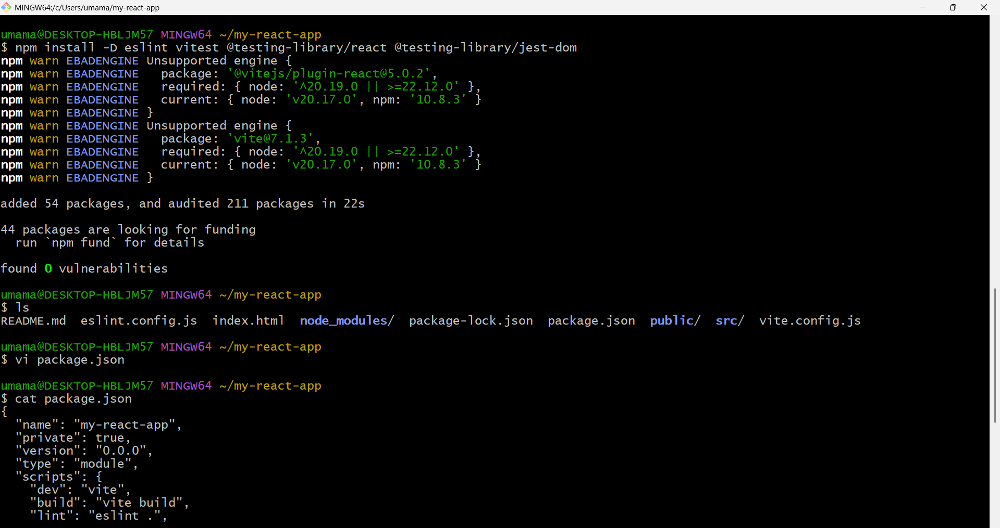 MINGW64:/c/Users/umama/my-react-app
umama@DESKTOP-HBLJM57 MINGW64 ~/my-react-app
$ npm install -D eslint vitest @testing-library/react @testing-library/jest-dom
npm warn EBADENGINE Unsupported engine {
npm warn EBADENGINE   package: '@vitejs/plugin-react@5.0.2',
npm warn EBADENGINE   required: { node: '^20.19.0 || >=22.12.0' },
npm warn EBADENGINE   current: { node: 'v20.17.0', npm: '10.8.3' }
npm warn EBADENGINE }
npm warn EBADENGINE Unsupported engine {
npm warn EBADENGINE   package: 'vite@7.1.3',
npm warn EBADENGINE   required: { node: '^20.19.0 || >=22.12.0' },
npm warn EBADENGINE   current: { node: 'v20.17.0', npm: '10.8.3' }
npm warn EBADENGINE }
added 54 packages, and audited 211 packages in 22s
44 packages are looking for funding
  run `npm fund` for details
found 0 vulnerabilities
umama@DESKTOP-HBLJM57 MINGW64 ~/my-react-app
$ ls
README.md  eslint.config.js  index.html  node_modules/  package-lock.json  package.json  public/  src/  vite.config.js
umama@DESKTOP-HBLJM57 MINGW64 ~/my-react-app
$ vi package.json
umama@DESKTOP-HBLJM57 MINGW64 ~/my-react-app
$ cat package.json
{
  "name": "my-react-app",
  "private": true,
  "version": "0.0.0",
  "type": "module",
  "scripts": {
    "dev": "vite",
    "build": "vite build",
    "lint": "eslint .",